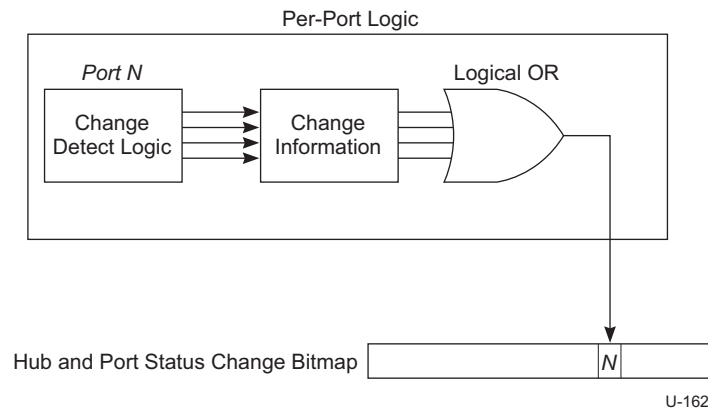 Per-Port Logic
Port N
Logical OR
Change
Detect Logic
Change
Information
Hub and Port Status Change Bitmap
N
U-162